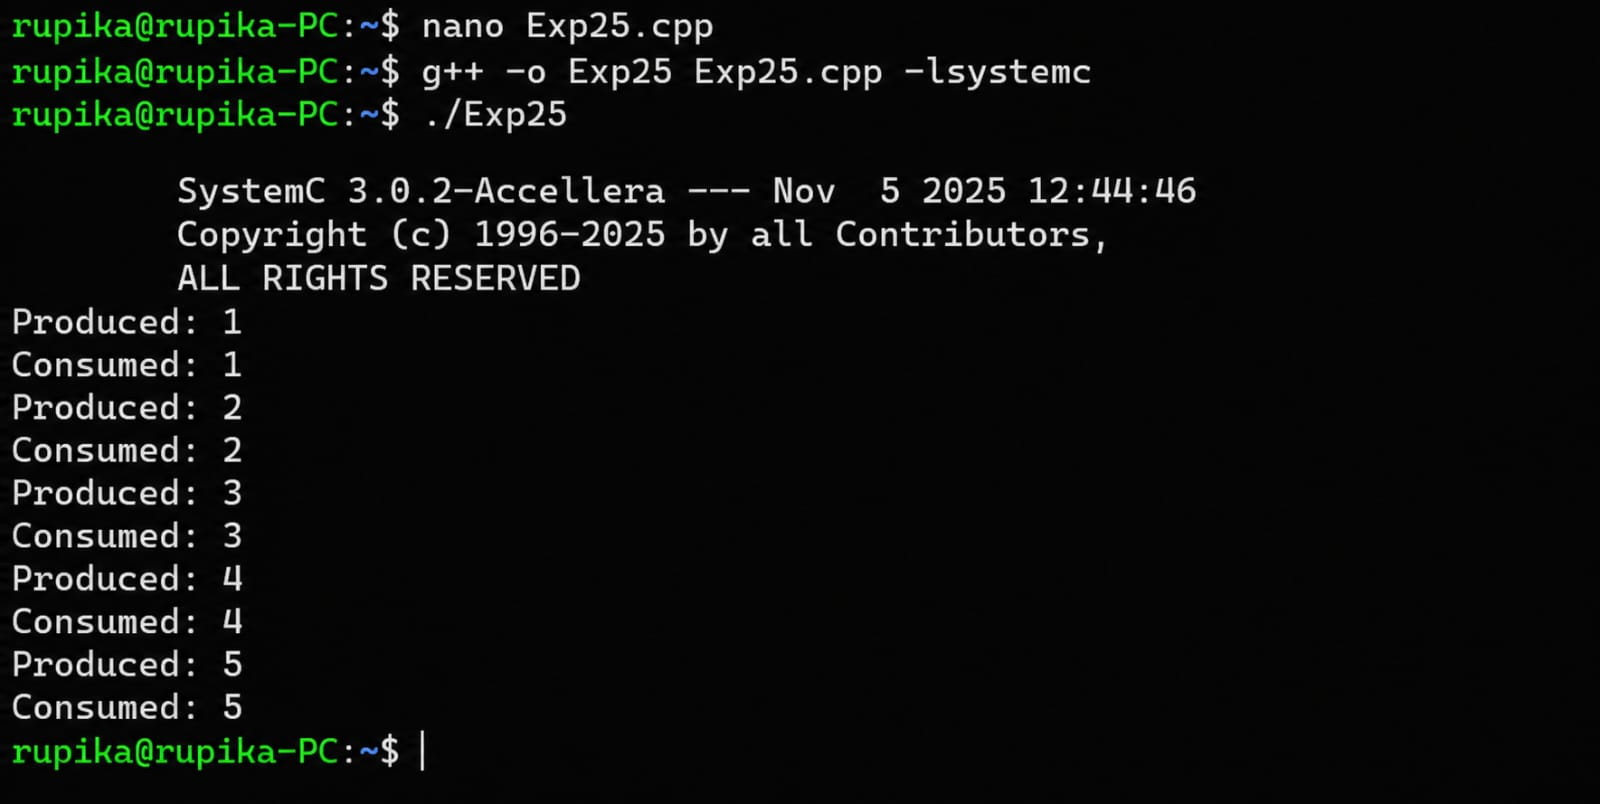 rupika@rupika-PC:~$ nano Exp25.cpp
rupika@rupika-PC:~$ g++ -o Exp25 Exp25.cpp -lsystemc
rupika@rupika-PC:~$ ./Exp25
SystemC 3.0.2-Accellera --- Nov  5 2025 12:44:46
Copyright (c) 1996-2025 by all Contributors,
ALL RIGHTS RESERVED
Produced: 1
Consumed: 1
Produced: 2
Consumed: 2
Produced: 3
Consumed: 3
Produced: 4
Consumed: 4
Produced: 5
Consumed: 5
rupika@rupika-PC:~$